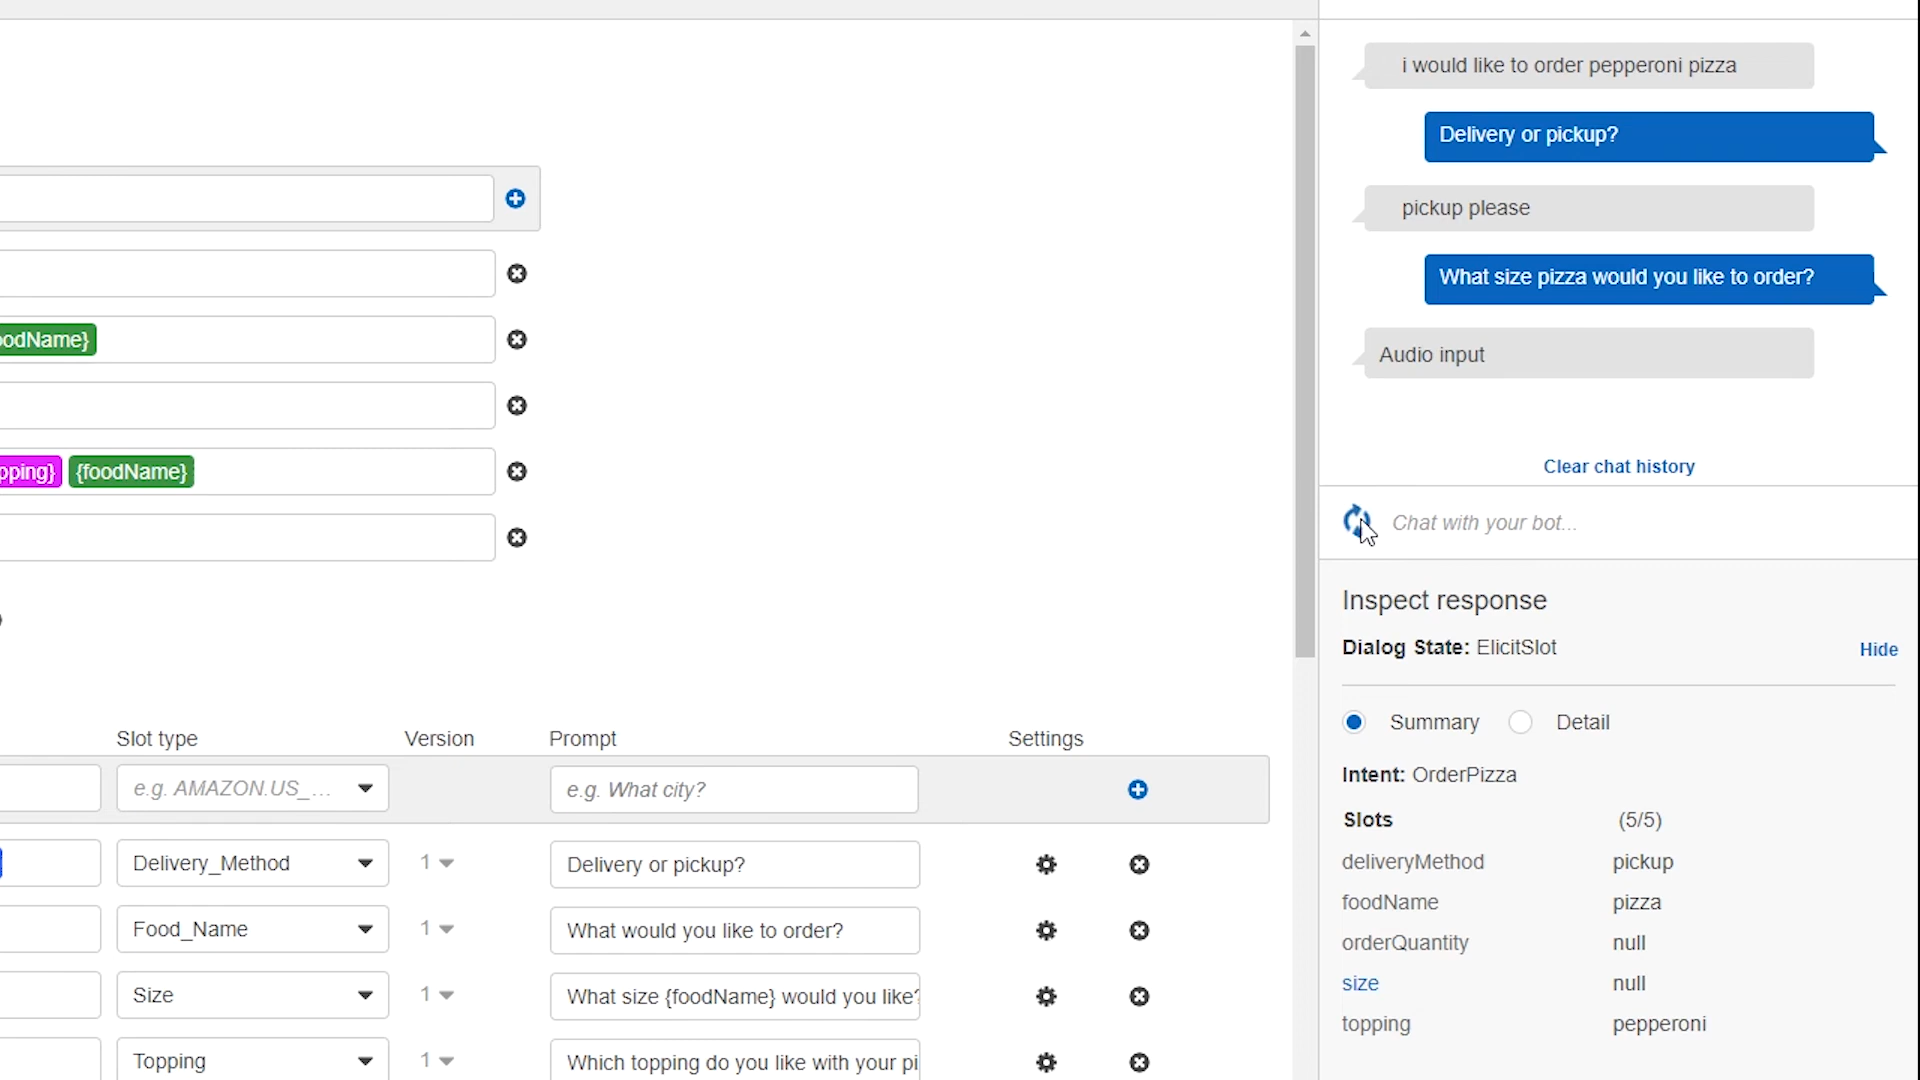 i would like to order pepperoni pizza
Delivery or pickup?
pickup please
What size pizza would you like to order?
Audio input
Clear chat history
Chat with your bot...
oodName}
pping} {foodName}
Inspect response
Dialog State: ElicitSlot
Hide
Summary Detail
Intent: OrderPizza
Slots (5/5)
deliveryMethod pickup
foodName pizza
orderQuantity null
size null
topping pepperoni
Slot type Version Prompt Settings
e.g. AMAZON.US_... e.g. What city?
Delivery_Method 1 Delivery or pickup?
Food_Name 1 What would you like to order?
Size 1 What size {foodName} would you like?
Topping 1 Which topping do you like with your pi